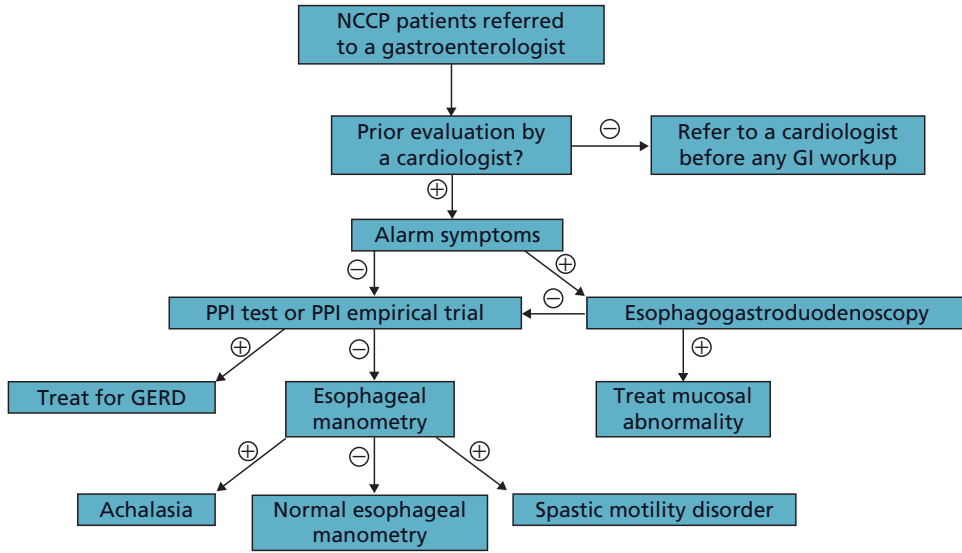 NCCP patients referred
to a gastroenterologist
Prior evaluation by
a cardiologist?
⊖
Refer to a cardiologist
before any GI workup
⊕
Alarm symptoms
⊖
⊕
PPI test or PPI empirical trial
⊖
Esophagogastroduodenoscopy
⊕
⊖
⊕
Treat for GERD
Esophageal
manometry
Treat mucosal
abnormality
⊕
⊖
⊕
Achalasia
Normal esophageal
manometry
Spastic motility disorder